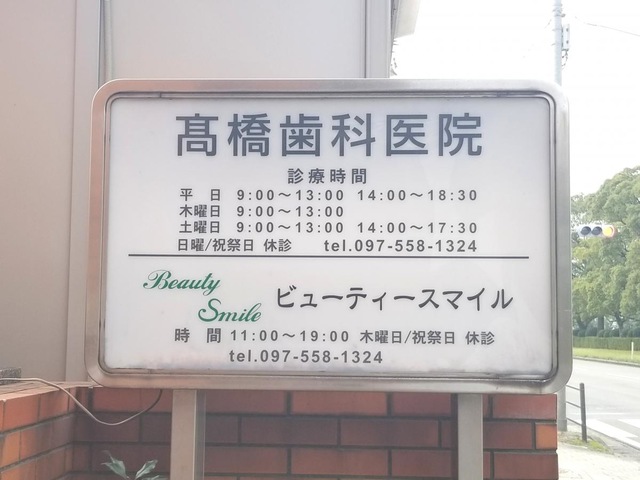 髙橋歯科医院
診療時間
平　日　9:00～13:00　14:00～18:30
木曜日　9:00～13:00
土曜日　9:00～13:00　14:00～17:30
日曜/祝祭日 休診　tel.097-558-1324
Beauty
Smile
ビューティースマイル
時　間 11:00～19:00 木曜日/祝祭日 休診
tel.097-558-1324